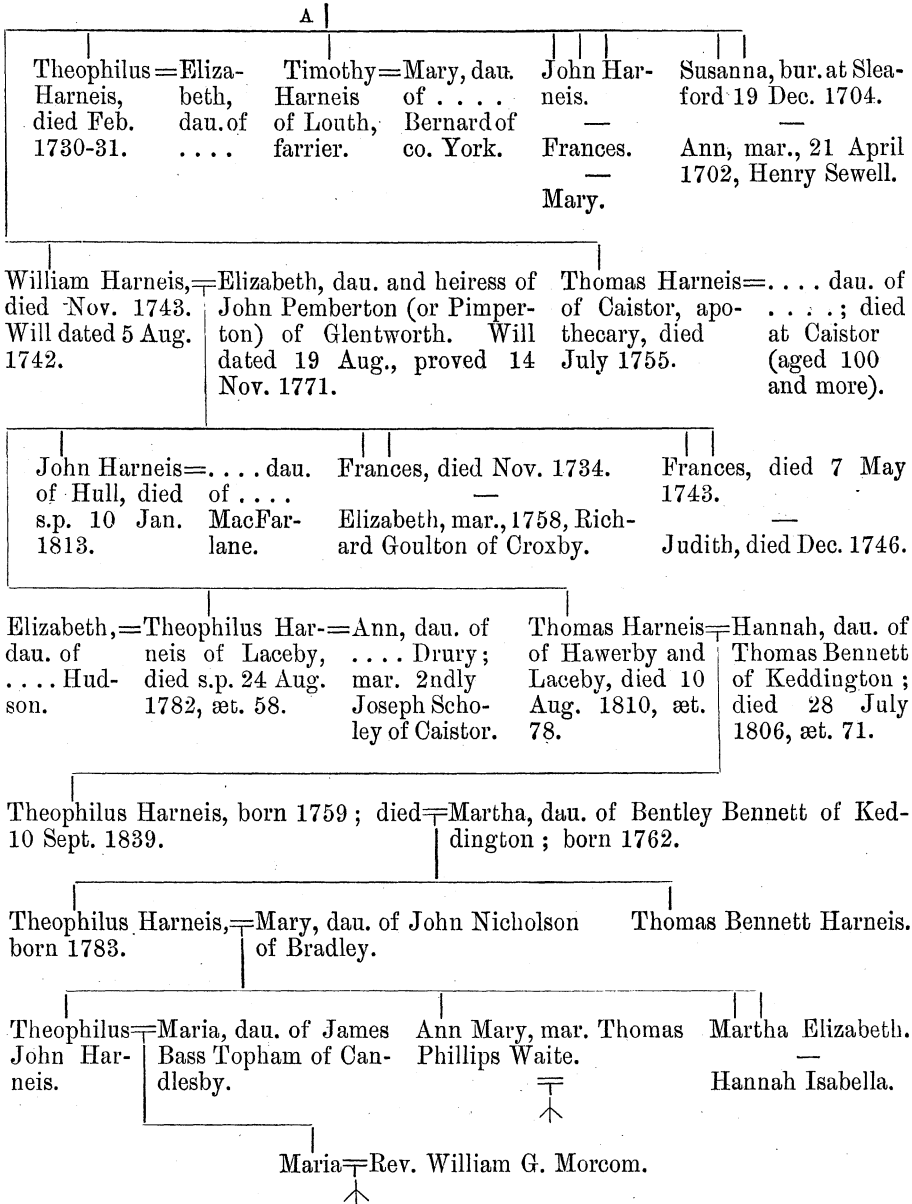 A
Theophilus=Eliza-
Harneis, beth,
died Feb. dau. of
1730-31. . . . .
Timothy=Mary, dau.
Harneis of . . . .
of Louth, Bernard of
farrier. co. York.
John Har-
neis.
—
Frances.
—
Mary.
Susanna, bur. at Slea-
ford 19 Dec. 1704.
—
Ann, mar., 21 April
1702, Henry Sewell.
William Harneis,=Elizabeth, dau. and heiress of
died Nov. 1743. John Pemberton (or Pimper-
Will dated 5 Aug. ton) of Glentworth. Will
1742. dated 19 Aug., proved 14
Nov. 1771.
Thomas Harneis=. . . . dau. of
of Caistor, apo- . . . .; died
thecary, died at Caistor
July 1755. (aged 100
and more).
John Harneis=. . . . dau.
of Hull, died of . . . .
s.p. 10 Jan. MacFar-
1813. lane.
Frances, died Nov. 1734.
—
Elizabeth, mar., 1758, Rich-
ard Goulton of Croxby.
Frances, died 7 May
1743.
—
Judith, died Dec. 1746.
Elizabeth,=Theophilus Har-=Ann, dau. of
dau. of neis of Laceby, . . . . Drury;
. . . . Hud- died s.p. 24 Aug. mar. 2ndly
son. 1782, æt. 58. Joseph Scho-
ley of Caistor.
Thomas Harneis=Hannah, dau. of
of Hawerby and Thomas Bennett
Laceby, died 10 of Keddington;
Aug. 1810, æt. died 28 July
78. 1806, æt. 71.
Theophilus Harneis, born 1759; died=Martha, dau. of Bentley Bennett of Ked-
10 Sept. 1839. dington; born 1762.
Theophilus Harneis,=Mary, dau. of John Nicholson Thomas Bennett Harneis.
born 1783. of Bradley.
Theophilus=Maria, dau. of James
John Har- Bass Topham of Can-
neis. dlesby.
Ann Mary, mar. Thomas
Phillips Waite.
Martha Elizabeth.
—
Hannah Isabella.
Maria=Rev. William G. Morcom.